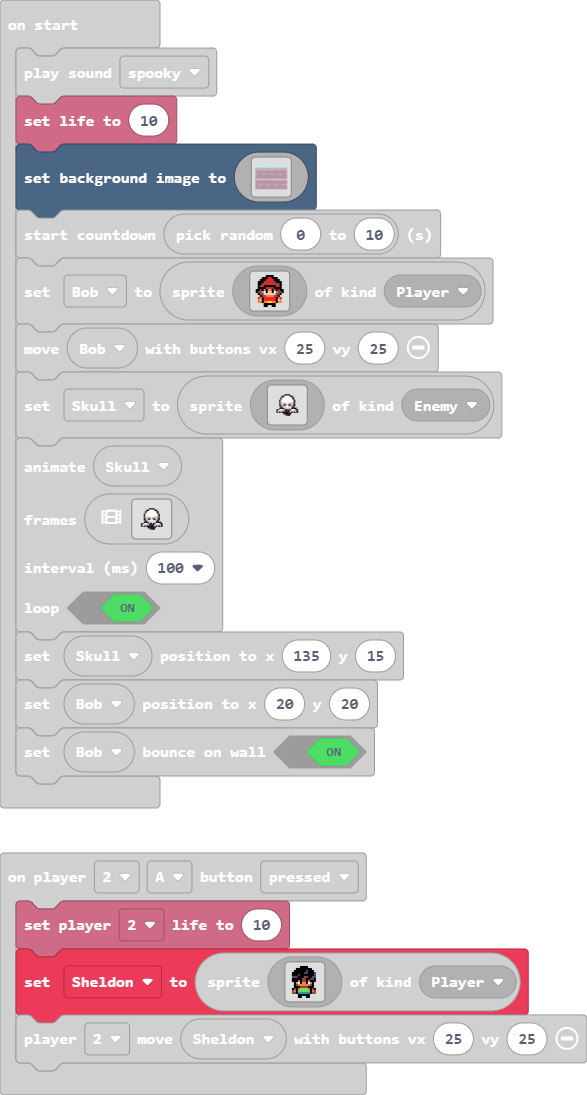 on start
play sound spooky
set life to 10
set background image to
start countdown pick random 0 to 10 (s)
set Bob to sprite of kind Player
move Bob with buttons vx 25 vy 25
set Skull to sprite of kind Enemy
animate Skull
frames
interval (ms) 100
loop ON
set Skull position to x 135 y 15
set Bob position to x 20 y 20
set Bob bounce on wall ON
on player 2 A button pressed
set player 2 life to 10
set Sheldon to sprite of kind Player
player 2 move Sheldon with buttons vx 25 vy 25